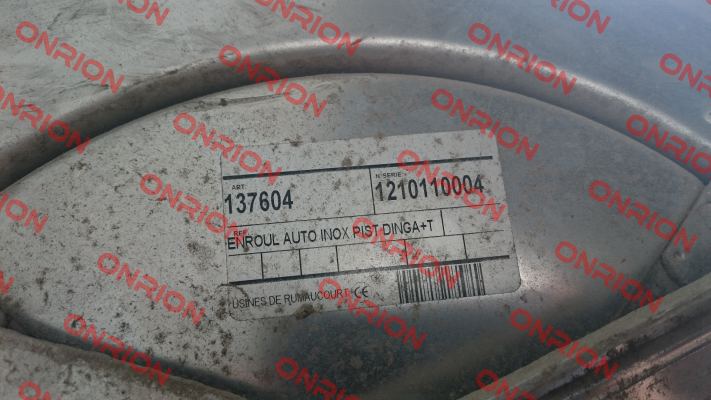 ART.
N. SERIE
137604
1210110004
REF.
ENROUL AUTO INOX PIST DINGA+T
USINES DE RUMAUCOURT CE
ONRION